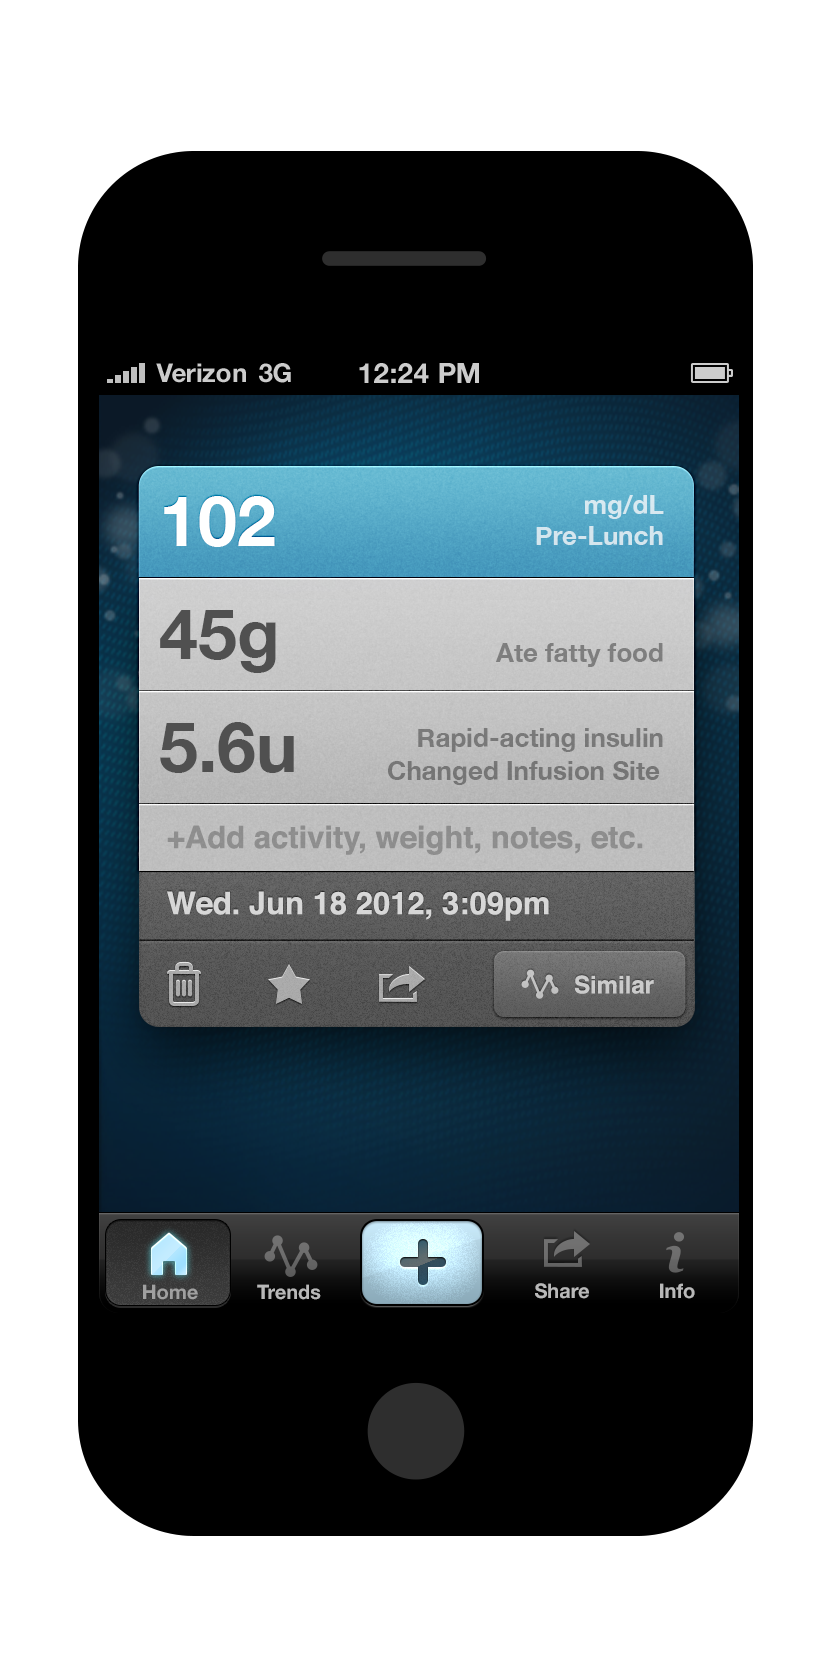 Verizon 3G 12:24 PM
102
mg/dL
Pre-Lunch
45g
Ate fatty food
5.6u
Rapid-acting insulin
Changed Infusion Site
+Add activity, weight, notes, etc.
Wed. Jun 18 2012, 3:09pm
Similar
Home
Trends
Share
Info